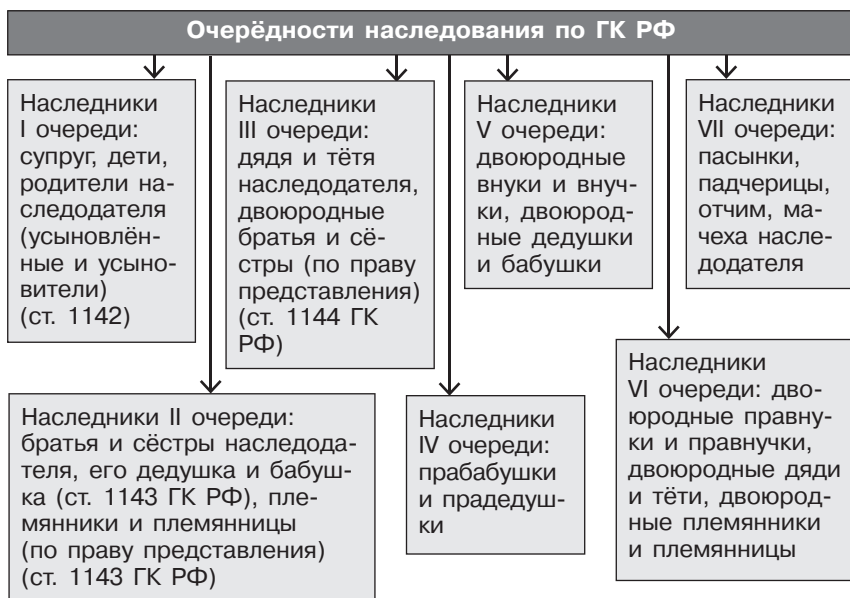 Очерёдности наследования по ГК РФ
Наследники
I очереди:
супруг, дети,
родители на-
следодателя
(усыновлён-
ные и усыно-
вители)
(ст. 1142)
Наследники
III очереди:
дядя и тётя
наследодателя,
двоюродные
братья и сё-
стры (по праву
представления)
(ст. 1144 ГК
РФ)
Наследники
V очереди:
двоюродные
внуки и внуч-
ки, двоюрод-
ные дедушки
и бабушки
Наследники
VII очереди:
пасынки,
падчерицы,
отчим, ма-
чеха насле-
додателя
Наследники II очереди:
братья и сёстры наследода-
теля, его дедушка и бабуш-
ка (ст. 1143 ГК РФ), пле-
мянники и племянницы
(по праву представления)
(ст. 1143 ГК РФ)
Наследники
IV очереди:
прабабушки
и прадедуш-
ки
Наследники
VI очереди: дво-
юродные правну-
ки и правнучки,
двоюродные дяди
и тёти, двоюрод-
ные племянники
и племянницы